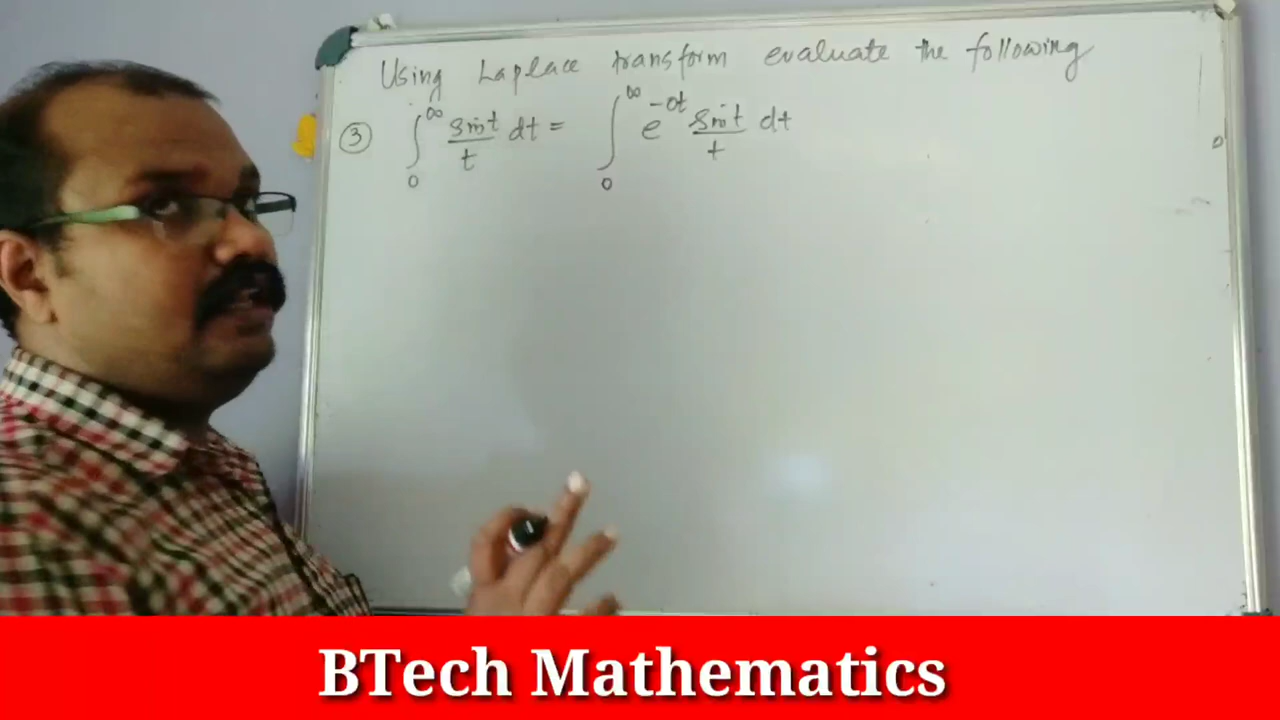 Using Laplace transform evaluate the following
③ ∫₀^∞ sin t / t dt = ∫₀^∞ e^{-0t} sin t / t dt
BTech Mathematics